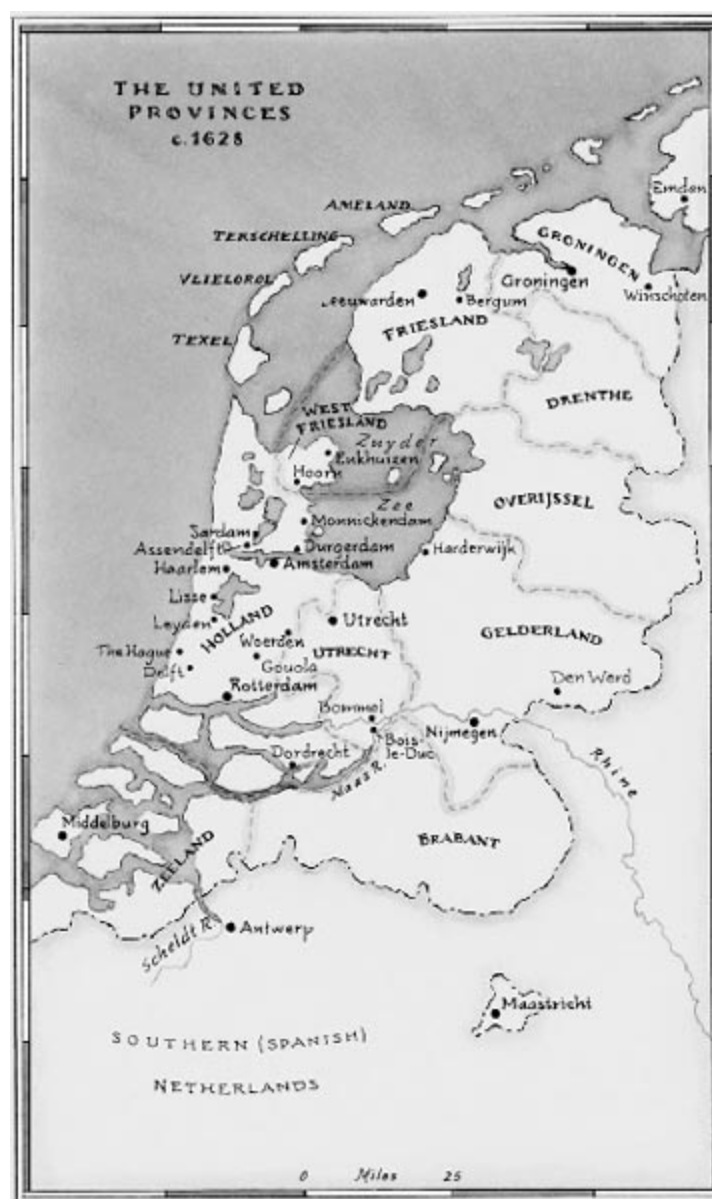 THE UNITED
PROVINCES
c. 1628
Emden
AMELAND
TERSCHELLING
GRONINGEN
VLIELOROL
Groningen
Winschoten
Leeuwarden
Bergum
FRIESLAND
TEXEL
DRENTHE
WEST
FRIESLAND
Zuyder
Enkhuizen
Hoorn
OVERIJSSEL
Zee
Monnickendam
Sardam
Assendelft
Durgerdam
Harderwijk
Haarlem
Amsterdam
Lisse
Leyden
HOLLAND
Utrecht
GELDERLAND
Woerden
UTRECHT
The Hague
Gouola
Delft
Den Werd
Rotterdam
Bommel
Nijmegen
Bois-
le-Duc
Dordrecht
Maas R.
Rhine
Middelburg
ZEELAND
BRABANT
Scheldt R.
Antwerp
Maastricht
SOUTHERN (SPANISH)
NETHERLANDS
0 Miles 25